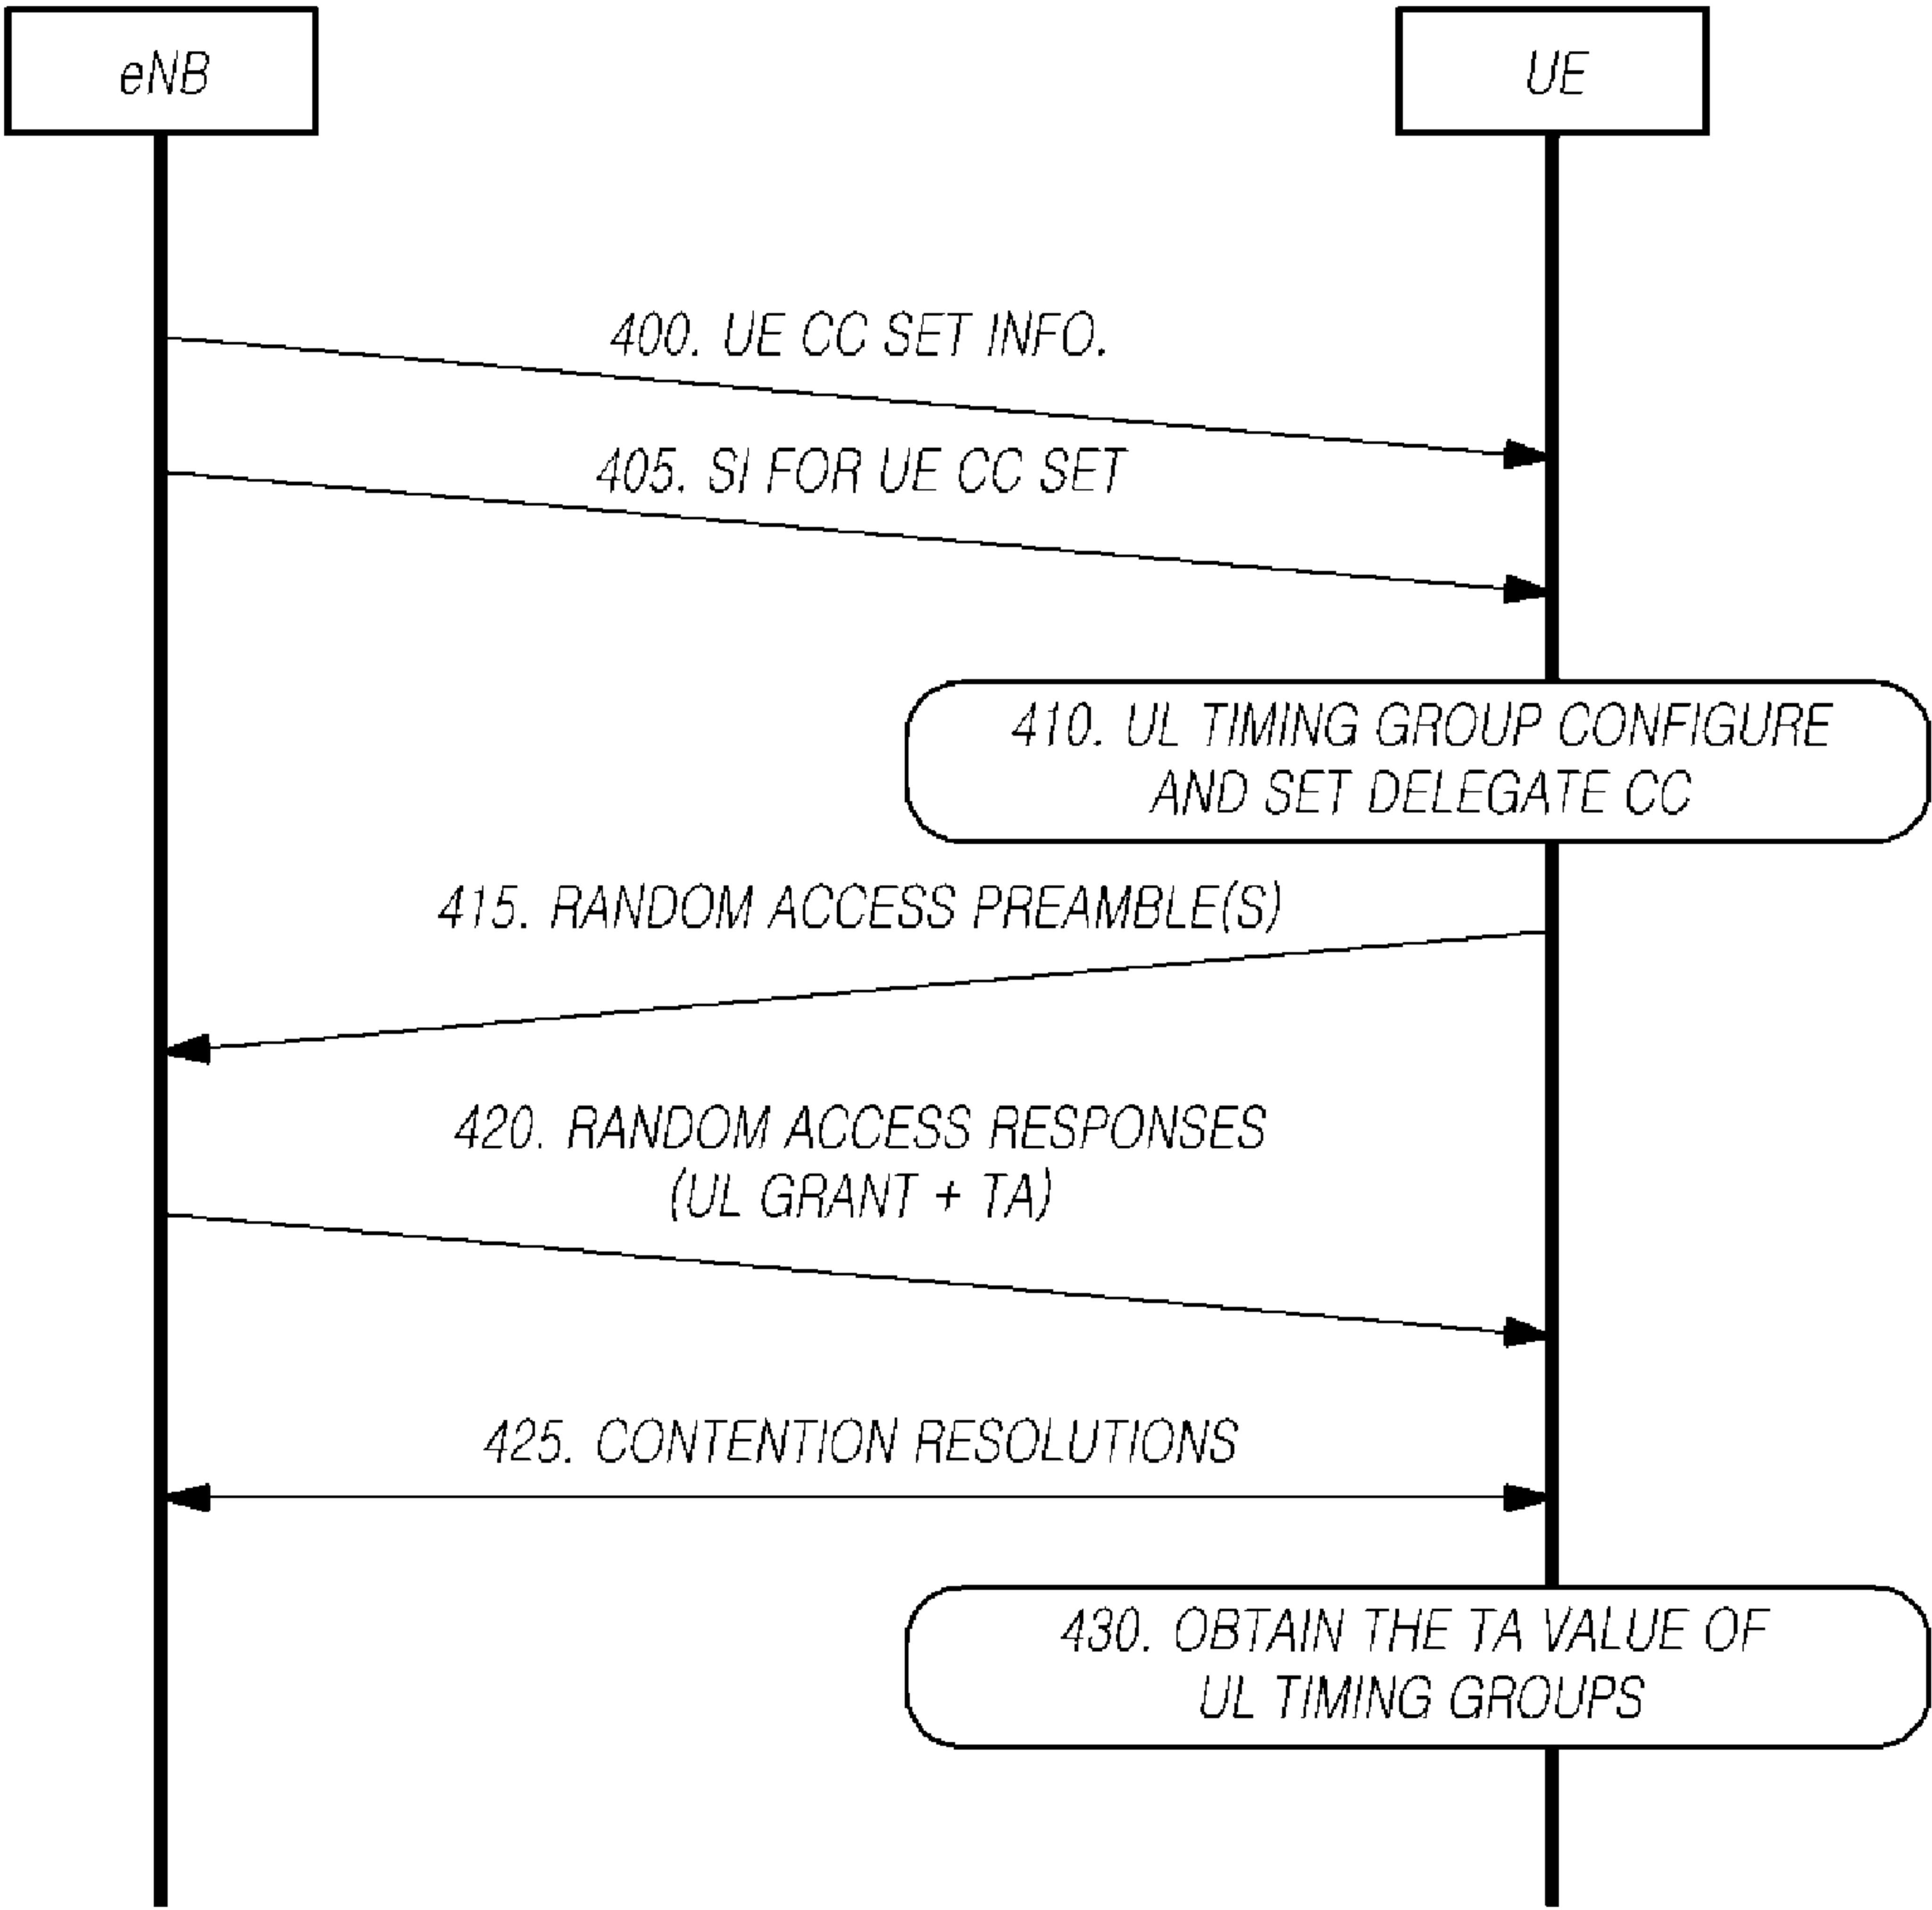 eNB
UE
400. UE CC SET INFO.
405. SI FOR UE CC SET
410. UL TIMING GROUP CONFIGURE
AND SET DELEGATE CC
415. RANDOM ACCESS PREAMBLE(S)
420. RANDOM ACCESS RESPONSES
(UL GRANT + TA)
425. CONTENTION RESOLUTIONS
430. OBTAIN THE TA VALUE OF
UL TIMING GROUPS